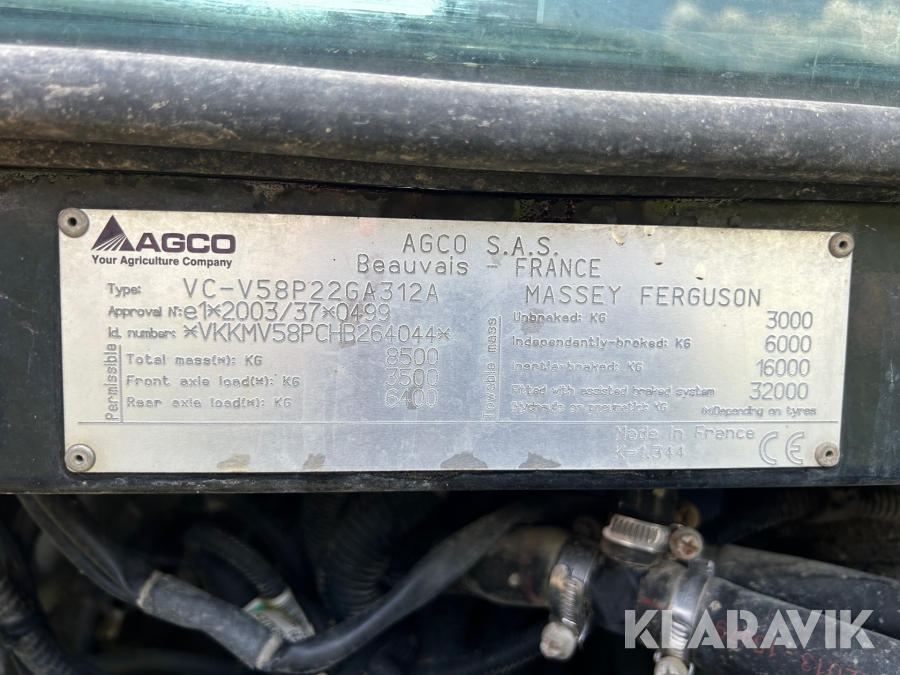 AGCO
Your Agriculture Company
AGCO S.A.S.
Beauvais - FRANCE
Type: VC-V58P22GA312A
MASSEY FERGUSON
Approval N: e1*2003/37*0499
Id. number: *VKKMV58PCHB264044*
Permissible
Total mass(*): KG 8500
Front axle load(*): KG 3500
Rear axle load(*): KG 6400
Towable mass
Unbraked: KG 3000
Independently-braked: KG 6000
Inertia-braked: KG 16000
Fitted with assisted braked system 32000
Hydraulic or pneumatic: KG
(*)Depending on tyres
Made in France
K=1.344
CE
KLARAVIK